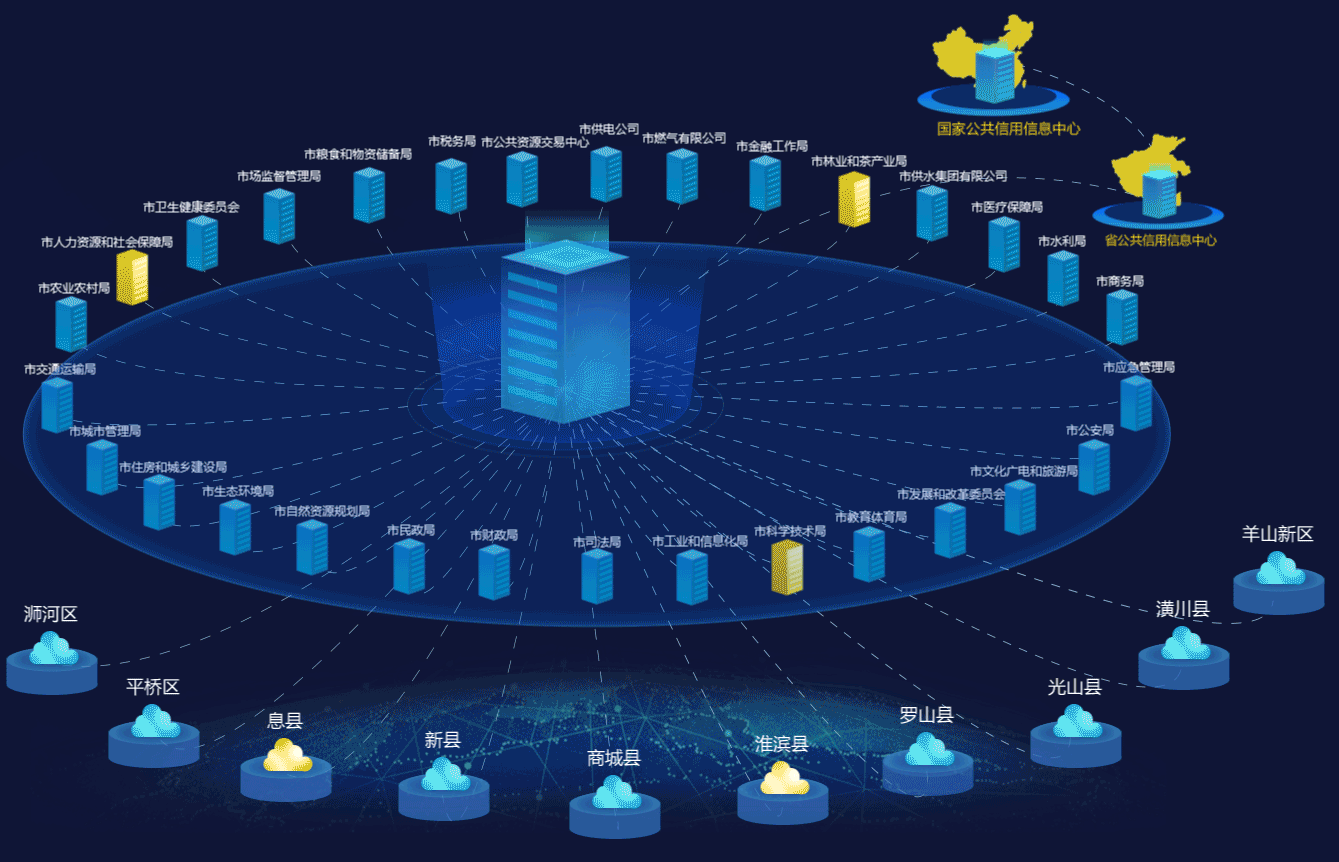 国家公共信用信息中心
省公共信用信息中心
市供电公司
市燃气有限公司
市税务局
市公共资源交易中心
市金融工作局
市粮食和物资储备局
市林业和茶产业局
市场监督管理局
市供水集团有限公司
市卫生健康委员会
市医疗保障局
市人力资源和社会保障局
市水利局
市农业农村局
市商务局
市交通运输局
市应急管理局
市城市管理局
市公安局
市住房和城乡建设局
市文化广电和旅游局
市生态环境局
市发展和改革委员会
市自然资源规划局
市教育体育局
市民政局
市财政局
市司法局
市工业和信息化局
市科学技术局
羊山新区
浉河区
潢川县
平桥区
光山县
息县
罗山县
新县
淮滨县
商城县